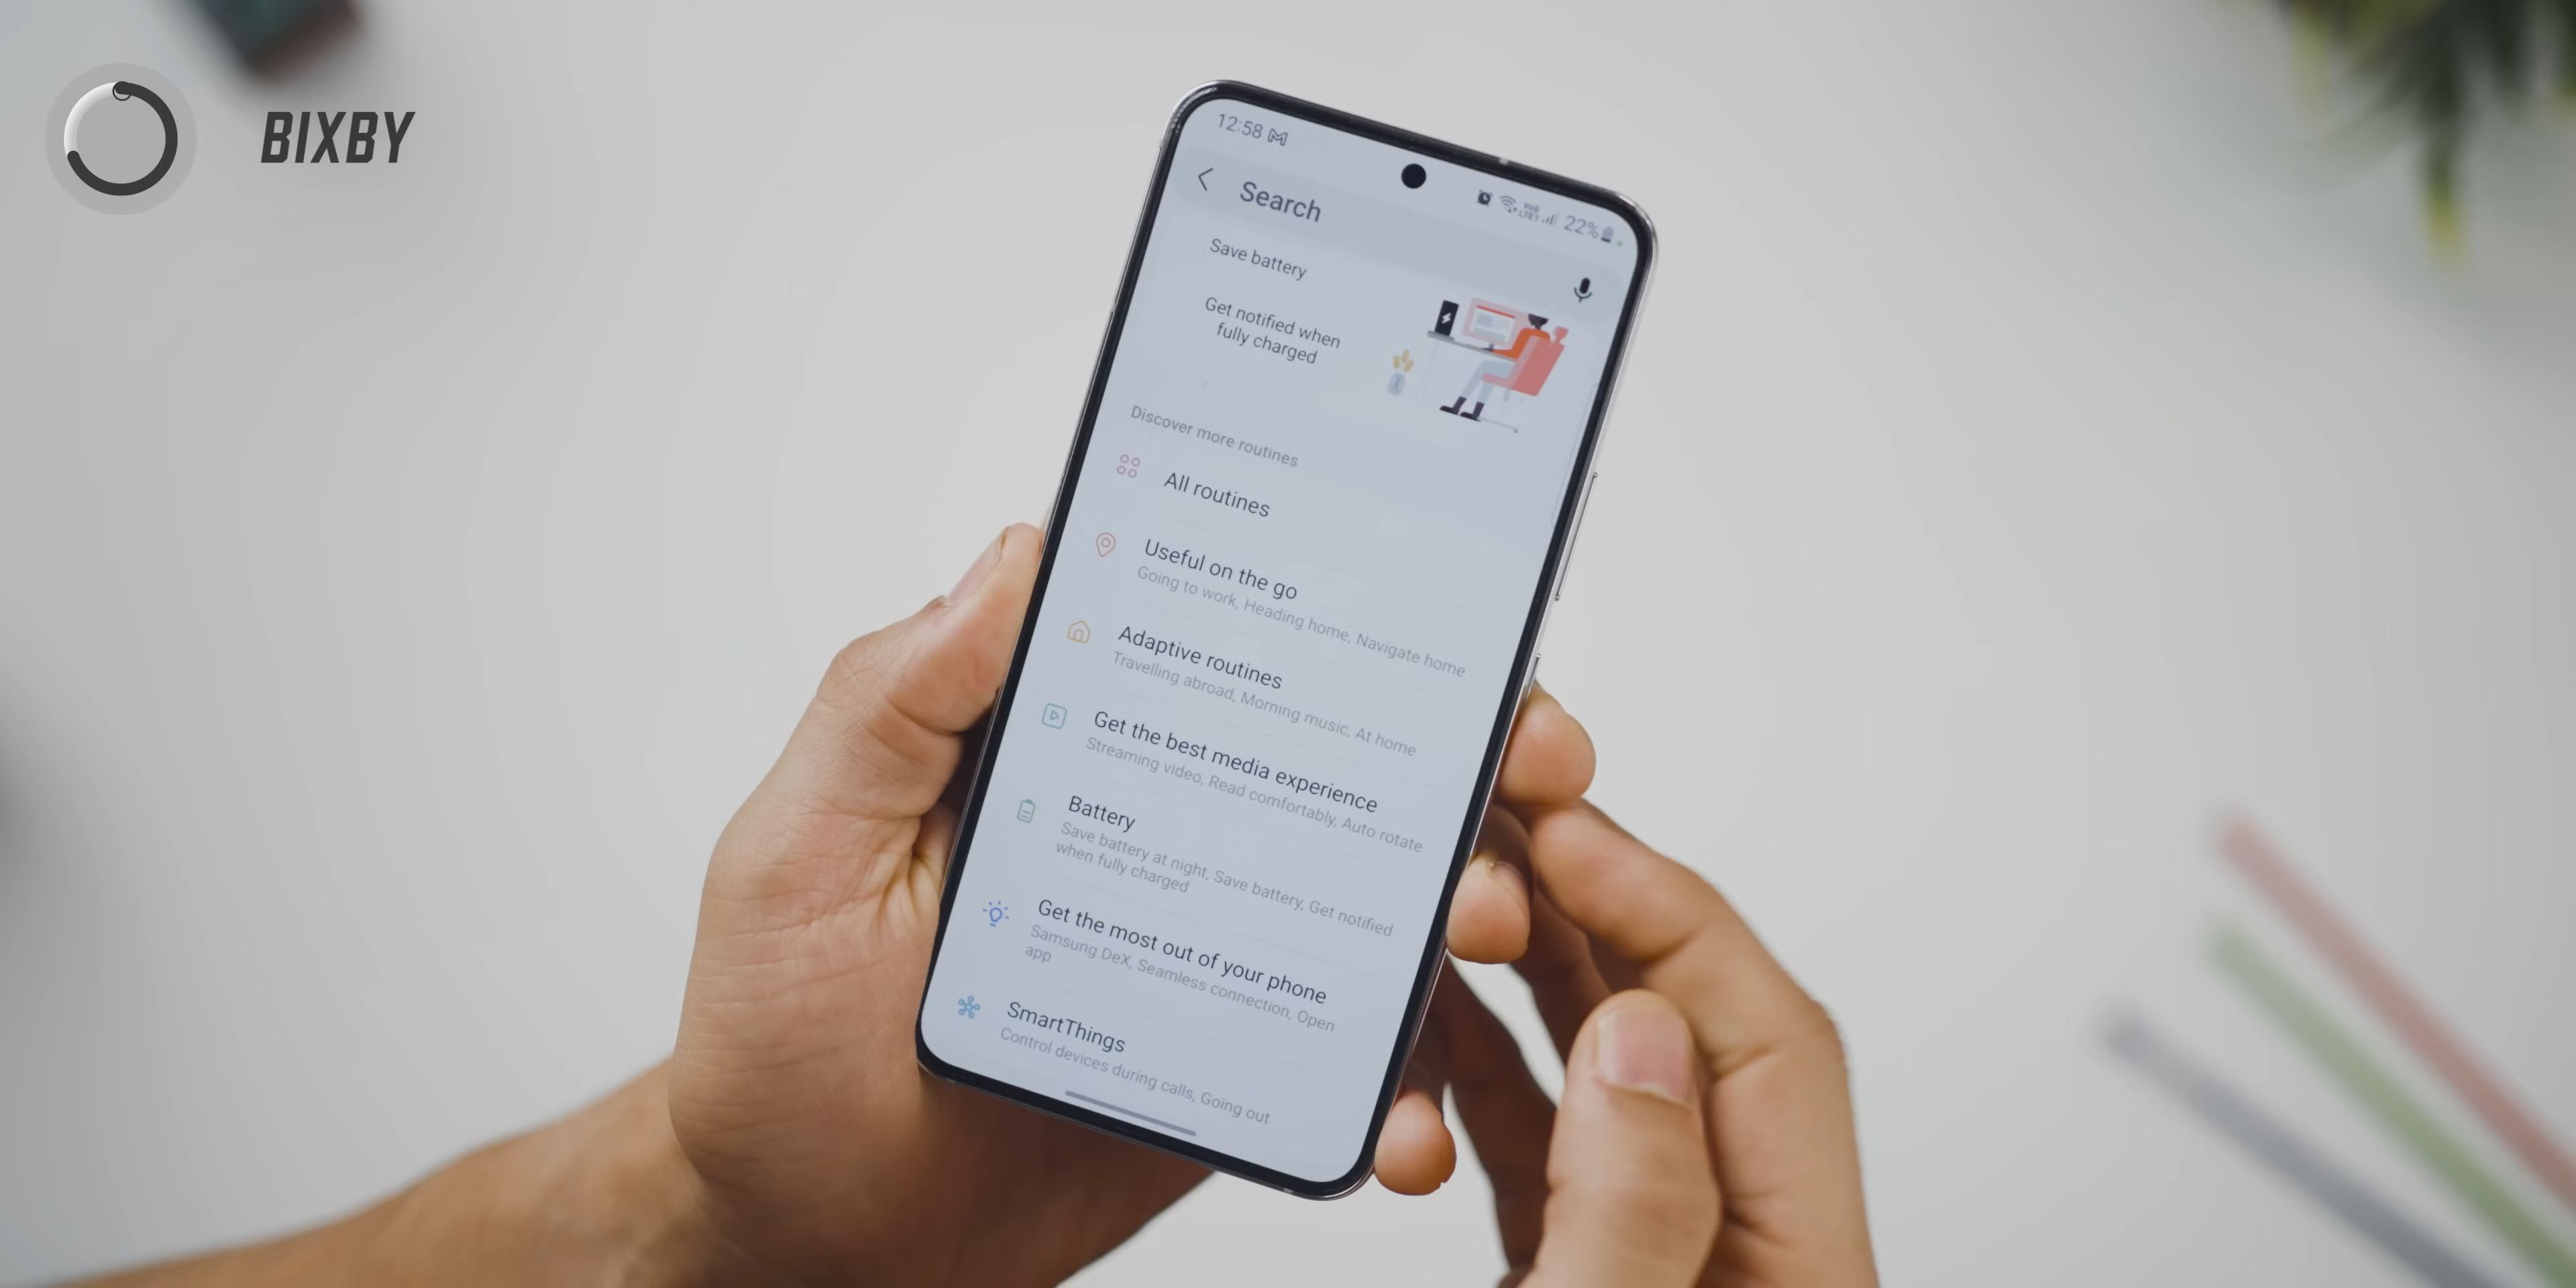 BIXBY
12:58
Vo))
LTE1
22%
Search
Save battery
Get notified when
fully charged
Discover more routines
All routines
Useful on the go
Going to work, Heading home, Navigate home
Adaptive routines
Travelling abroad, Morning music, At home
Get the best media experience
Streaming video, Read comfortably, Auto rotate
Battery
Save battery at night, Save battery, Get notified
when fully charged
Get the most out of your phone
Samsung DeX, Seamless connection, Open
app
SmartThings
Control devices during calls, Going out